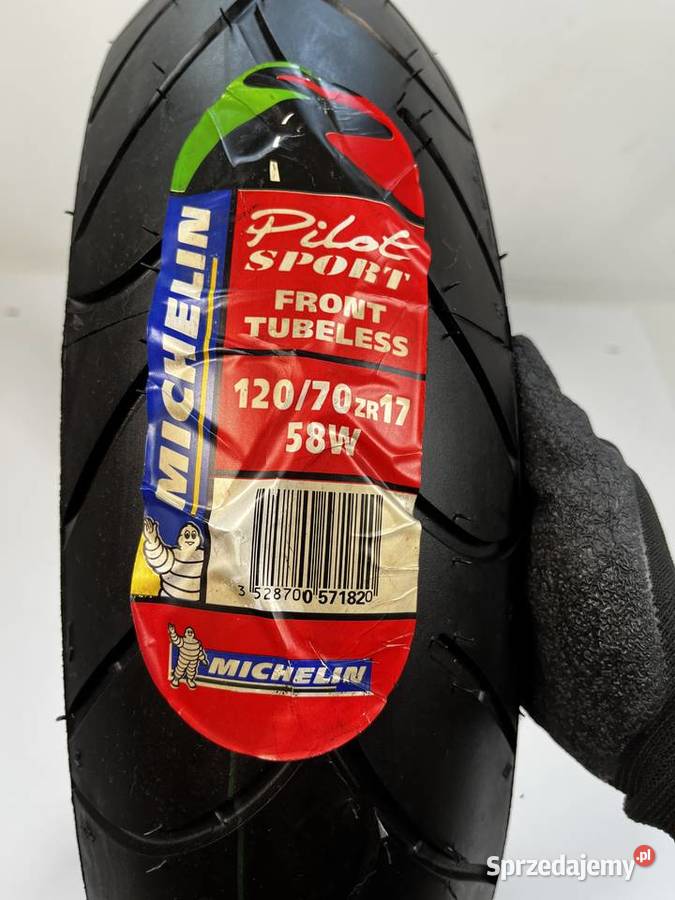 Pilot
SPORT
FRONT
TUBELESS
MICHELIN
120/70ZR17
58W
3 528700 571820
MICHELIN
Sprzedajemy.pl